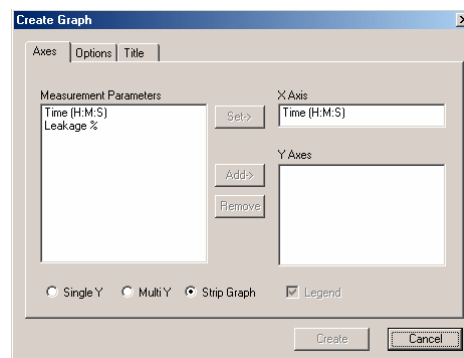 Create Graph
Axes Options Title
Measurement Parameters
Time (H:M:S)
Leakage %
Set->
X Axis
Time (H:M:S)
Y Axes
Add->
Remove
Single Y Multi Y Strip Graph Legend
Create Cancel